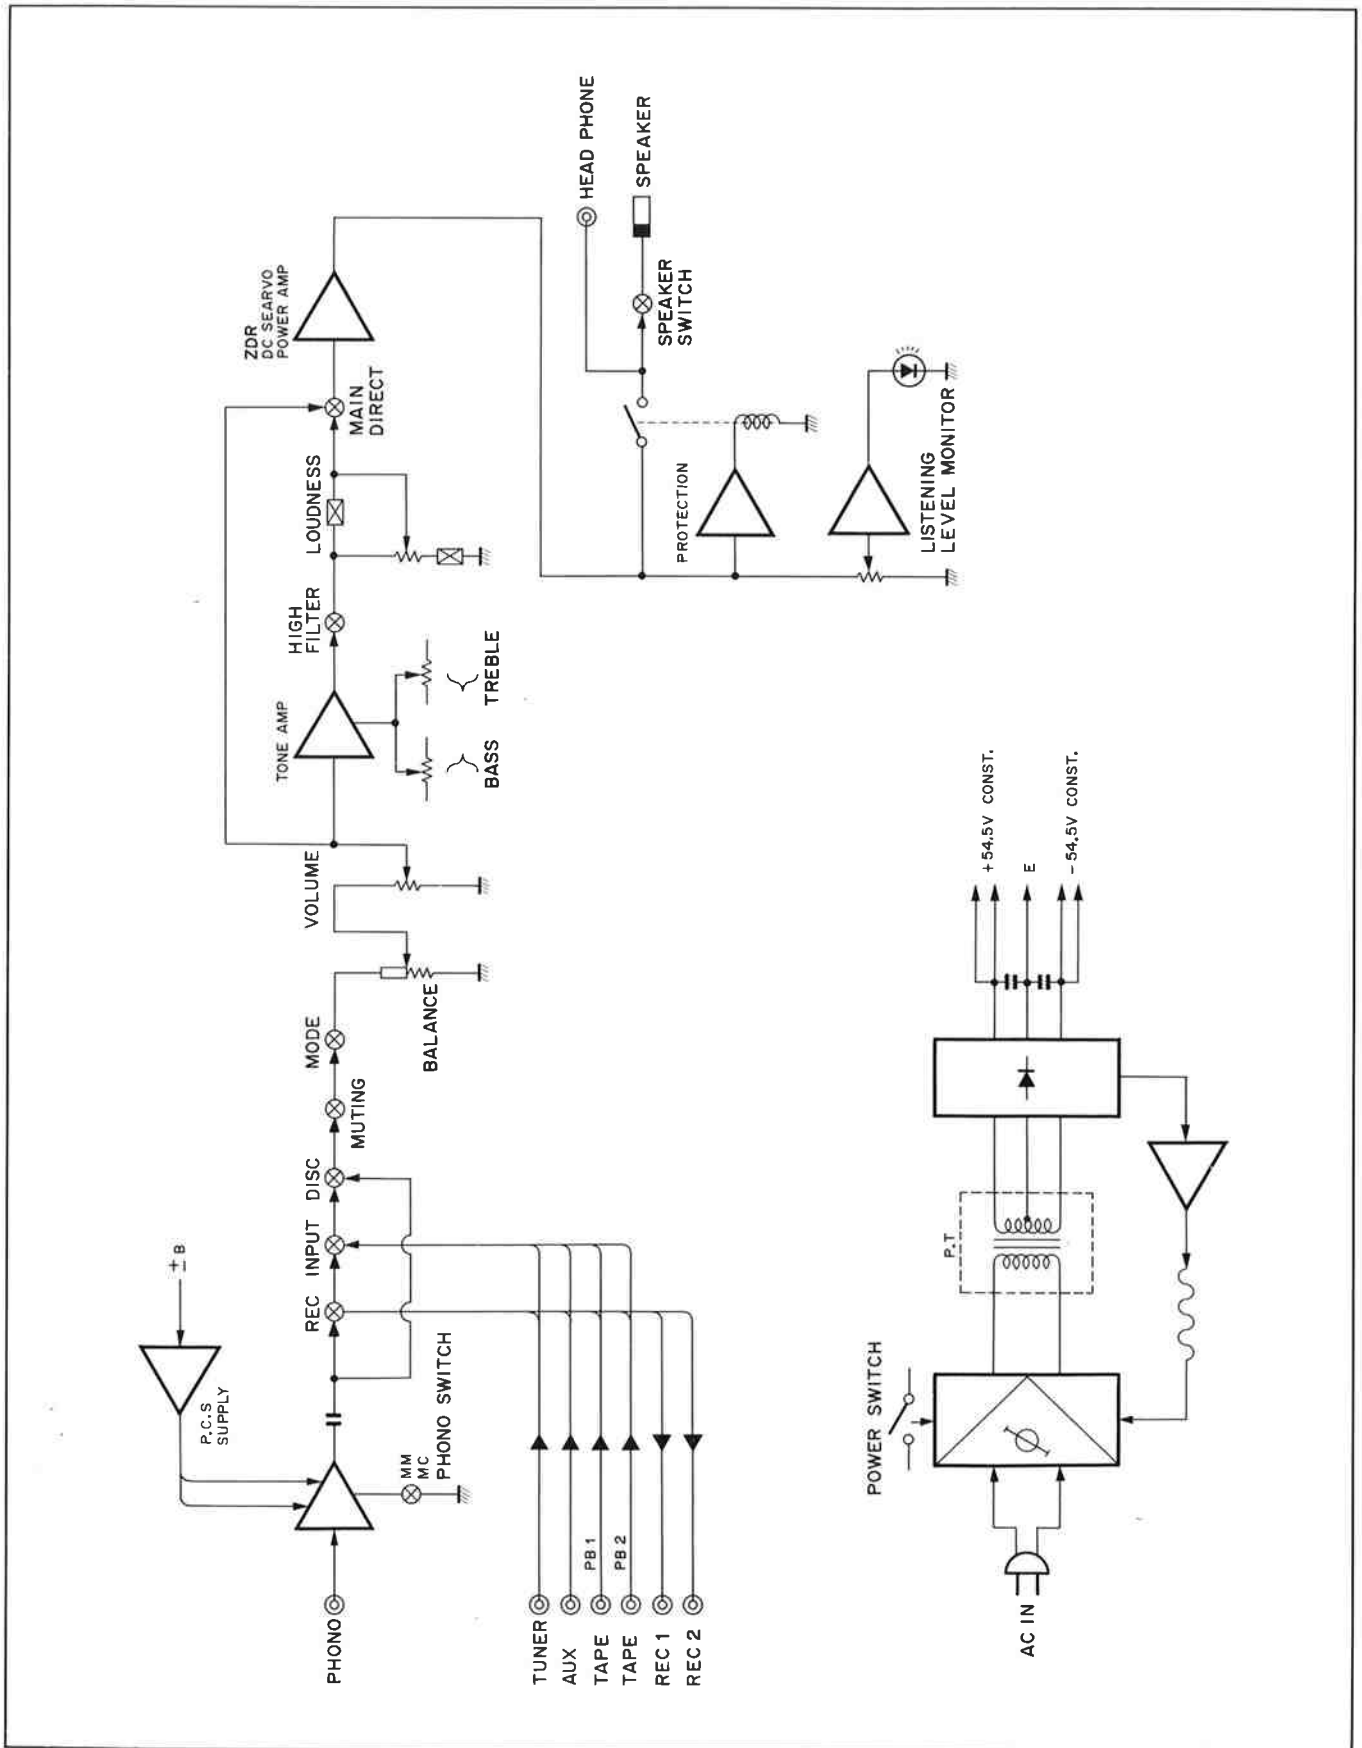 ± B
P.C.S
SUPPLY
PHONO
MM
MC
PHONO SWITCH
REC
INPUT
DISC
MUTING
MODE
BALANCE
VOLUME
TONE AMP
BASS
TREBLE
HIGH
FILTER
LOUDNESS
MAIN
DIRECT
ZDR
DC SEARVO
POWER AMP
TUNER
AUX
TAPE
PB 1
TAPE
PB 2
REC 1
REC 2
HEAD PHONE
SPEAKER
SPEAKER
SWITCH
PROTECTION
LISTENING
LEVEL MONITOR
AC IN
POWER SWITCH
P.T
+ 54.5V CONST.
E
- 54.5V CONST.